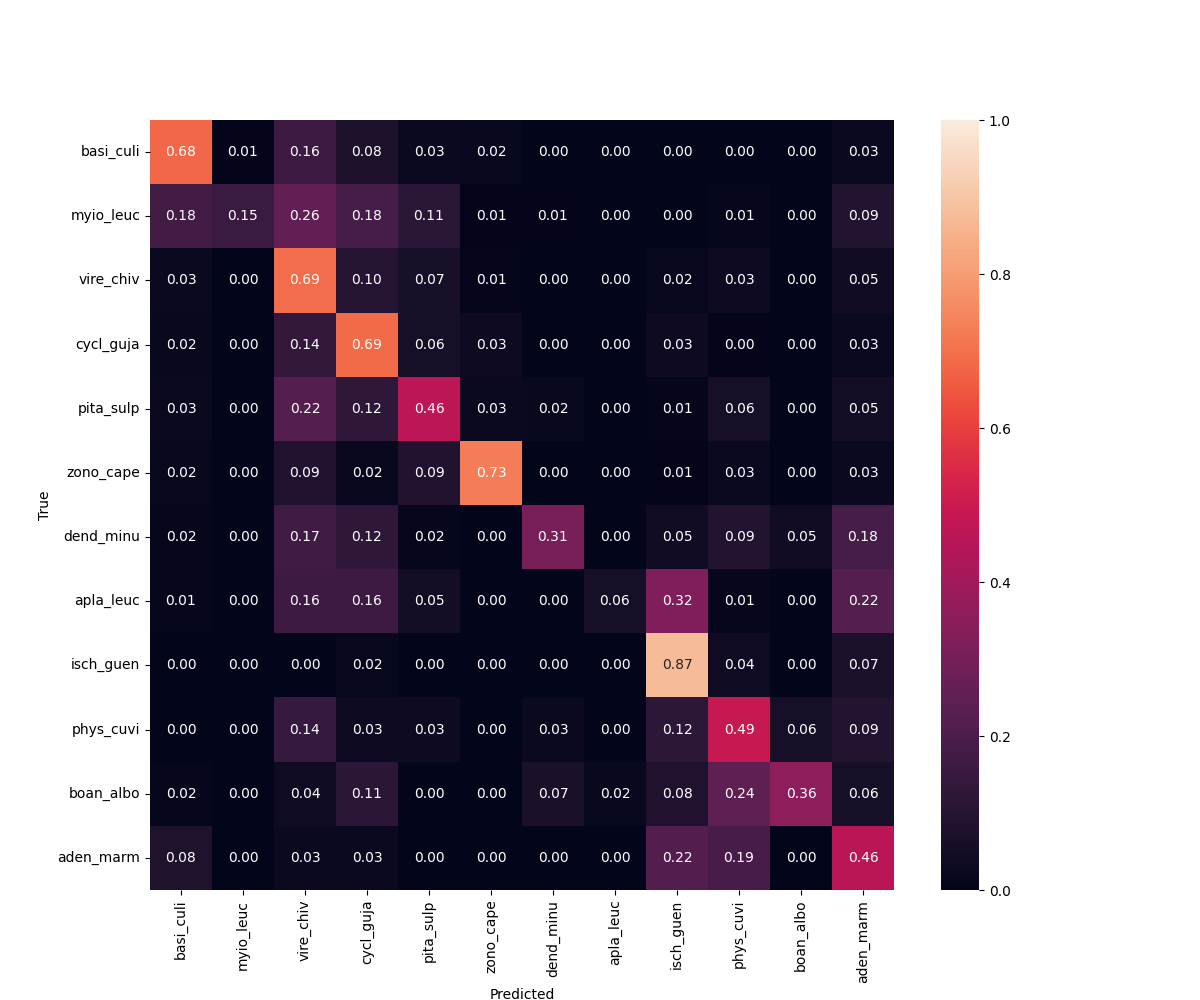 basi_culi 0.68 0.01 0.16 0.08 0.03 0.02 0.00 0.00 0.00 0.00 0.00 0.03
myio_leuc 0.18 0.15 0.26 0.18 0.11 0.01 0.01 0.00 0.00 0.01 0.00 0.09
vire_chiv 0.03 0.00 0.69 0.10 0.07 0.01 0.00 0.00 0.02 0.03 0.00 0.05
cycl_guja 0.02 0.00 0.14 0.69 0.06 0.03 0.00 0.00 0.03 0.00 0.00 0.03
pita_sulp 0.03 0.00 0.22 0.12 0.46 0.03 0.02 0.00 0.01 0.06 0.00 0.05
zono_cape 0.02 0.00 0.09 0.02 0.09 0.73 0.00 0.00 0.01 0.03 0.00 0.03
dend_minu 0.02 0.00 0.17 0.12 0.02 0.00 0.31 0.00 0.05 0.09 0.05 0.18
apla_leuc 0.01 0.00 0.16 0.16 0.05 0.00 0.00 0.06 0.32 0.01 0.00 0.22
isch_guen 0.00 0.00 0.00 0.02 0.00 0.00 0.00 0.00 0.87 0.04 0.00 0.07
phys_cuvi 0.00 0.00 0.14 0.03 0.03 0.00 0.03 0.00 0.12 0.49 0.06 0.09
boan_albo 0.02 0.00 0.04 0.11 0.00 0.00 0.07 0.02 0.08 0.24 0.36 0.06
aden_marm 0.08 0.00 0.03 0.03 0.00 0.00 0.00 0.00 0.22 0.19 0.00 0.46
True
basi_culi myio_leuc vire_chiv cycl_guja pita_sulp zono_cape dend_minu apla_leuc isch_guen phys_cuvi boan_albo aden_marm
Predicted
1.0
0.8
0.6
0.4
0.2
0.0